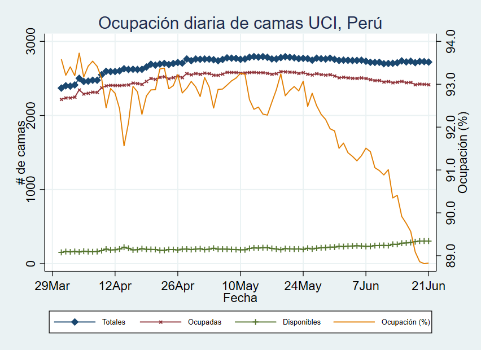 Ocupación diaria de camas UCI, Perú
# de camas
3000
2000
1000
0
Ocupación (%)
94.0
93.0
92.0
91.0
90.0
89.0
29Mar 12Apr 26Apr 10May 24May 7Jun 21Jun
Fecha
Totales Ocupadas Disponibles Ocupación (%)